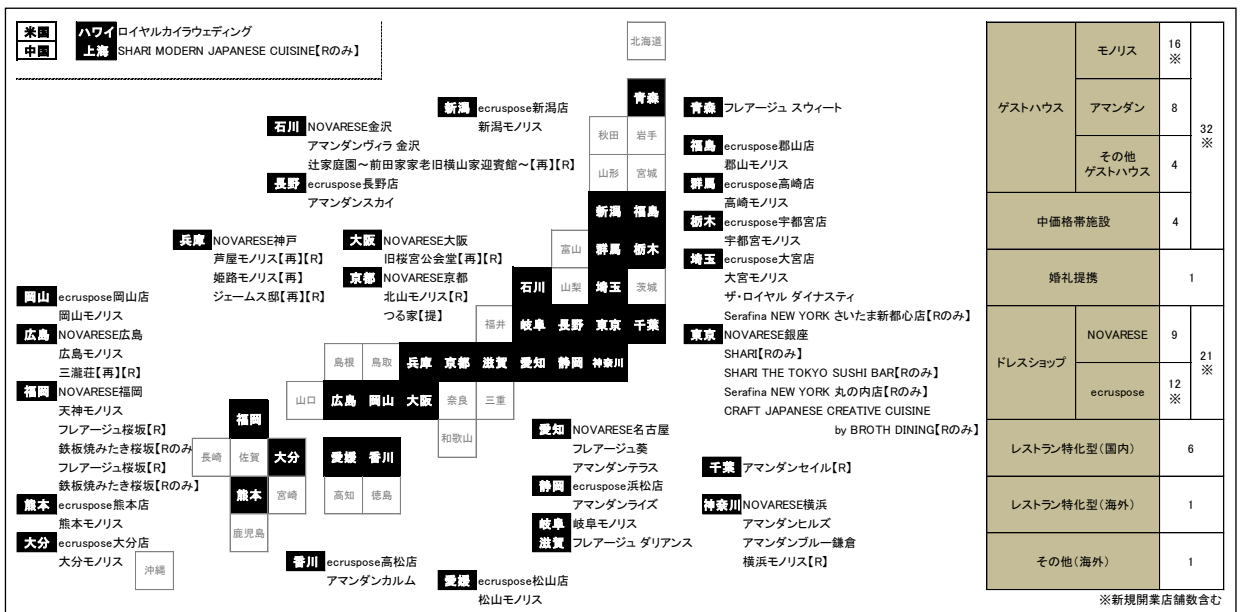 米国 ハワイ ロイヤルカイラウェディング
中国 上海 SHARI MODERN JAPANESE CUISINE【Rのみ】
新潟 ecruspose新潟店
新潟モノリス
石川 NOVARESE金沢
アマンダンヴィラ 金沢
辻家庭園~前田家家老旧横山家迎賓館~【再】【R】
長野 ecruspose長野店
アマンダンスカイ
兵庫 NOVARESE神戸
芦屋モノリス【再】【R】
姫路モノリス【再】
ジェームス邸【再】【R】
大阪 NOVARESE大阪
旧桜宮公会堂【再】【R】
京都 NOVARESE京都
北山モノリス【R】
つる家【提】
岡山 ecruspose岡山店
岡山モノリス
広島 NOVARESE広島
広島モノリス
三瀧荘【再】【R】
福岡 NOVARESE福岡
天神モノリス
フレアージュ桜坂【R】
鉄板焼みたき桜坂【Rのみ
フレアージュ桜坂【R】
鉄板焼みたき桜坂【Rのみ】
熊本 ecruspose熊本店
熊本モノリス
大分 ecruspose大分店
大分モノリス
香川 ecruspose高松店
アマンダンカルム
愛媛 ecruspose松山店
松山モノリス
北海道
青森
秋田 岩手
山形 宮城
新潟 福島
富山 群馬 栃木
石川 山梨 埼玉 茨城
福井 岐阜 長野 東京 千葉
島根 鳥取 兵庫 京都 滋賀 愛知 静岡 神奈川
山口 広島 岡山 大阪 奈良 三重
和歌山
福岡
長崎 佐賀 大分 愛媛 香川
熊本 宮崎 高知 徳島
鹿児島
沖縄
青森 フレアージュ スウィート
福島 ecruspose郡山店
郡山モノリス
群馬 ecruspose高崎店
高崎モノリス
栃木 ecruspose宇都宮店
宇都宮モノリス
埼玉 ecruspose大宮店
大宮モノリス
ザ・ロイヤル ダイナスティ
Serafina NEW YORK さいたま新都心店【Rのみ】
東京 NOVARESE銀座
SHARI【Rのみ】
SHARI THE TOKYO SUSHI BAR【Rのみ】
Serafina NEW YORK 丸の内店【Rのみ】
CRAFT JAPANESE CREATIVE CUISINE
by BROTH DINING【Rのみ】
愛知 NOVARESE名古屋
フレアージュ葵
アマンダンテラス
静岡 ecruspose浜松店
アマンダンライズ
岐阜 岐阜モノリス
滋賀 フレアージュ ダリアンス
千葉 アマンダンセイル【R】
神奈川 NOVARESE横浜
アマンダンヒルズ
アマンダンブルー鎌倉
横浜モノリス【R】
ゲストハウス モノリス 16※ 32※
アマンダン 8
その他ゲストハウス 4
中価格帯施設 4
婚礼提携 1
ドレスショップ NOVARESE 9 21※
ecruspose 12※
レストラン特化型(国内) 6
レストラン特化型(海外) 1
その他(海外) 1
※新規開業店舗数含む